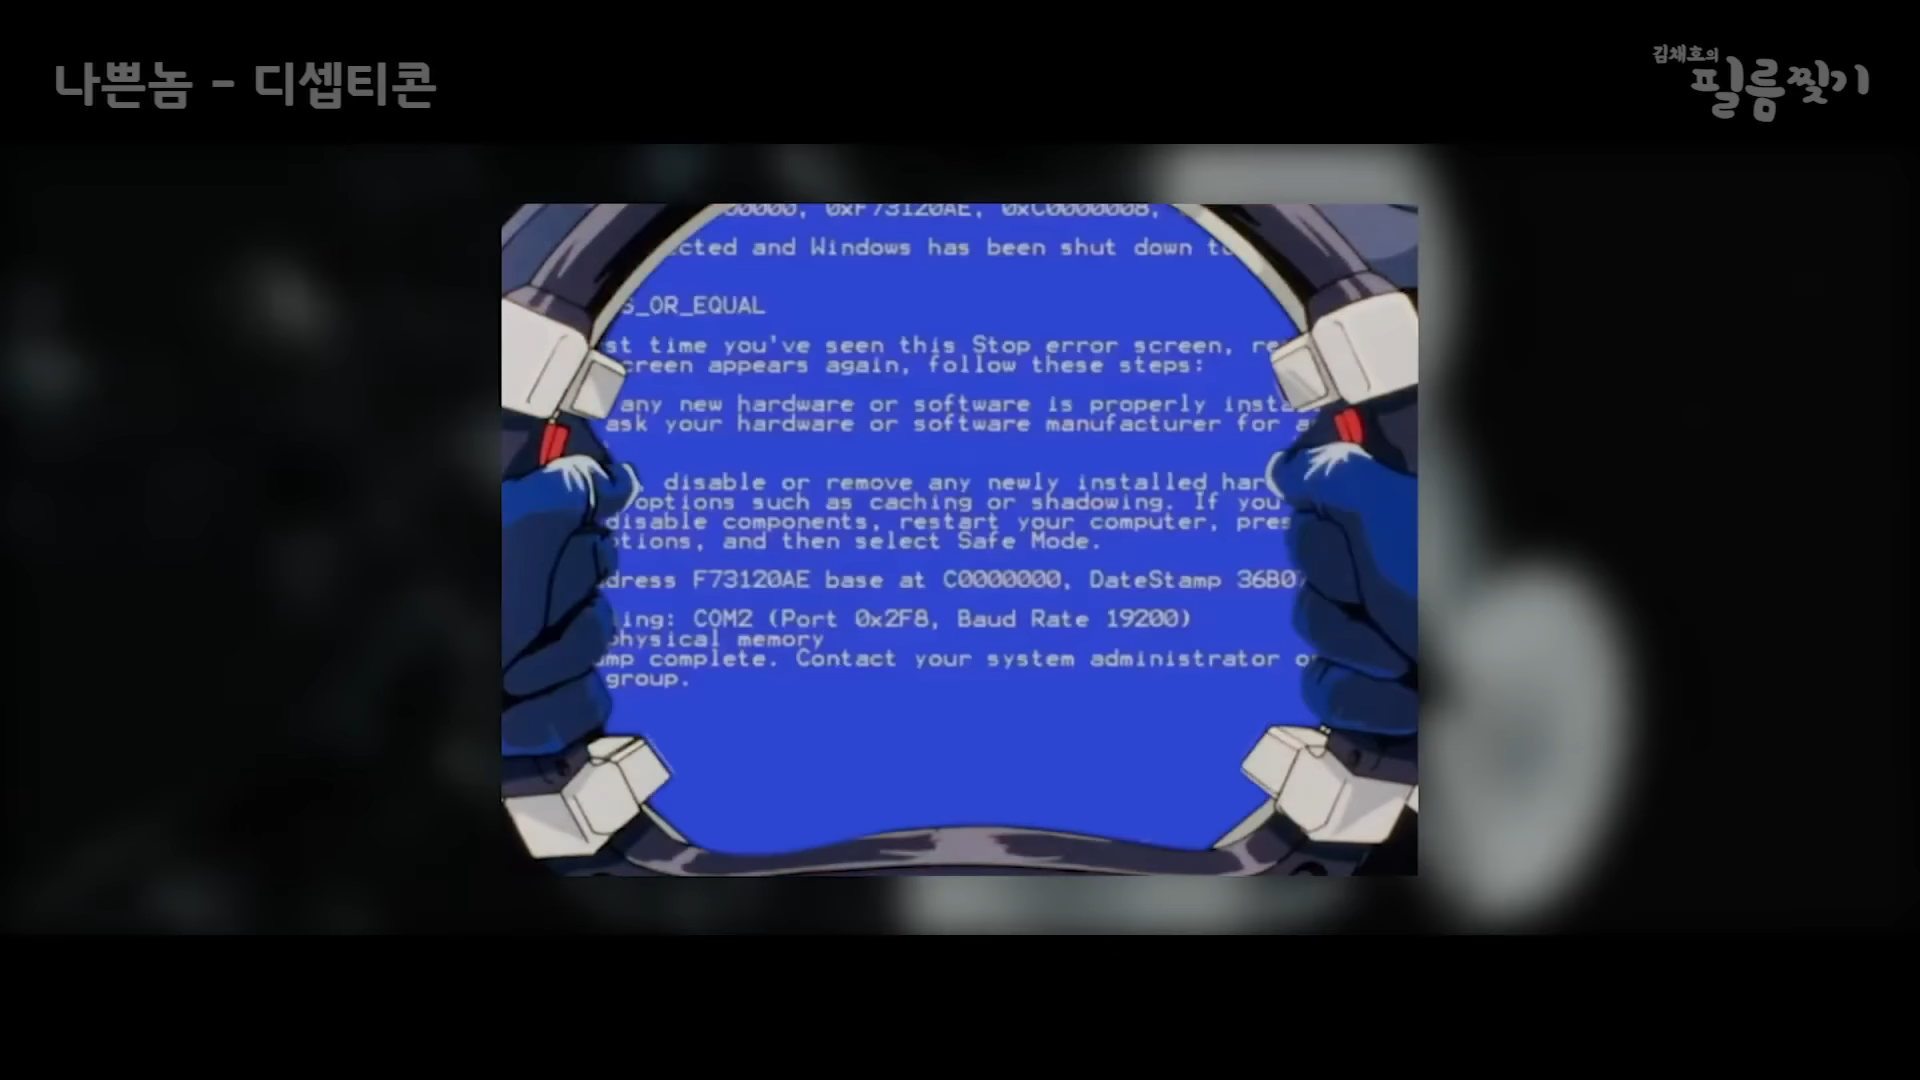 나쁜놈 - 디셉티콘
김채호의
필름찢기
00000, 0xF73120AE, 0xC0000008,
cted and Windows has been shut down to
S_OR_EQUAL
st time you've seen this Stop error screen, re
creen appears again, follow these steps:
any new hardware or software is properly insta
ask your hardware or software manufacturer for a
disable or remove any newly installed har
options such as caching or shadowing. If you
disable components, restart your computer, pres
tions, and then select Safe Mode.
dress F73120AE base at C0000000, DateStamp 36B0
ing: COM2 (Port 0x2F8, Baud Rate 19200)
physical memory
mp complete. Contact your system administrator or
group.